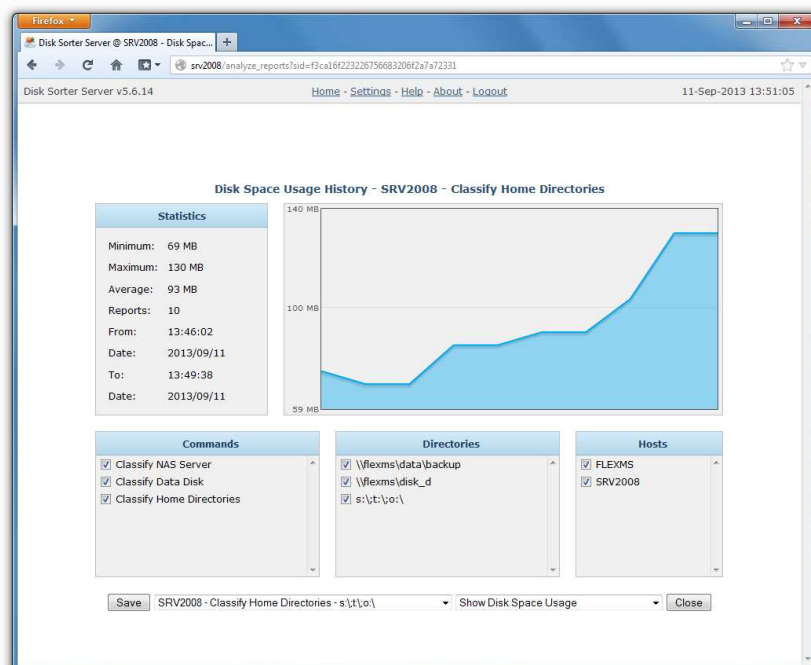 Firefox
Disk Sorter Server @ SRV2008 - Disk Spac...
srv2008/analyze_reports?sid=f3ca16f223226756683206f2a7a72331
Disk Sorter Server v5.6.14
Home - Settings - Help - About - Logout
11-Sep-2013 13:51:05
Disk Space Usage History - SRV2008 - Classify Home Directories
Statistics
Minimum: 69 MB
Maximum: 130 MB
Average: 93 MB
Reports: 10
From: 13:46:02
Date: 2013/09/11
To: 13:49:38
Date: 2013/09/11
140 MB
100 MB
59 MB
Commands
Classify NAS Server
Classify Data Disk
Classify Home Directories
Directories
\\flexms\data\backup
\\flexms\disk_d
s:\;t:\;o:\
Hosts
FLEXMS
SRV2008
Save
SRV2008 - Classify Home Directories - s:\;t:\;o:\
Show Disk Space Usage
Close